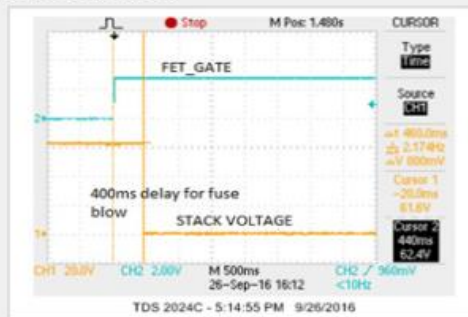 Stop M Pos: 1.480s CURSOR
Type
Time
FET_GATE
Source
CH1
2
Δt 460.0ms
2.174Hz
ΔV 800mV
Cursor 1
-20.0ms
61.6V
400ms delay for fuse
blow
STACK VOLTAGE
Cursor 2
440ms
62.4V
1
CH1 20.0V CH2 2.00V M 500ms CH2 / 960mV
26-Sep-16 16:12 <10Hz
TDS 2024C - 5:14:55 PM 9/26/2016